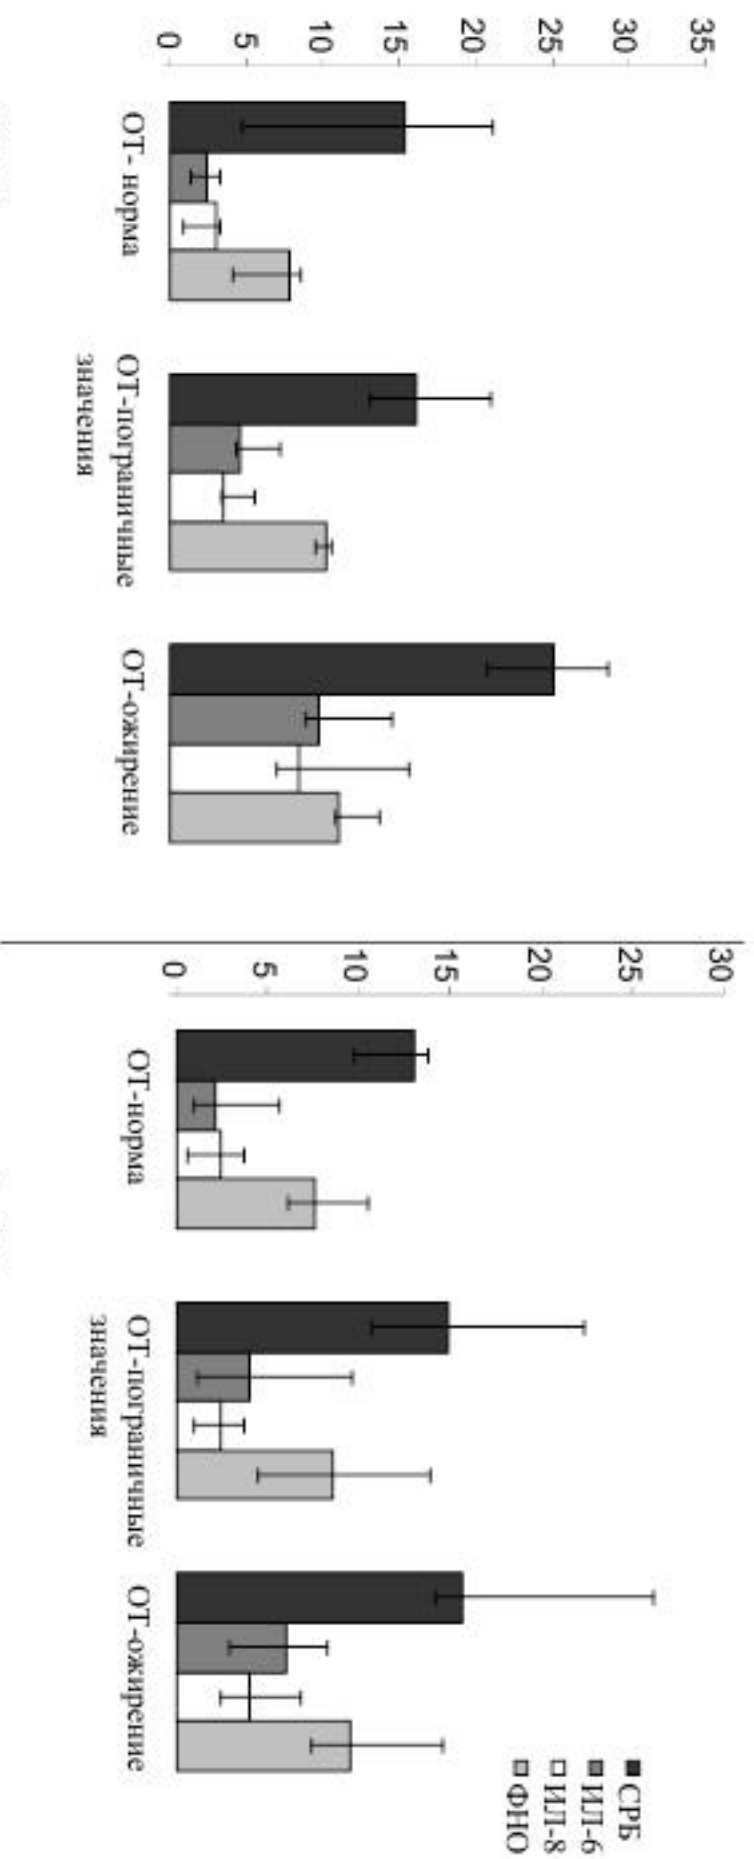 35
30
25
20
15
10
5
0
ОТ- норма
ОТ-пограничные
значения
ОТ-ожирение
30
25
20
15
10
5
0
ОТ-норма
ОТ-пограничные
значения
ОТ-ожирение
СРБ
ИЛ-6
ИЛ-8
ФНО